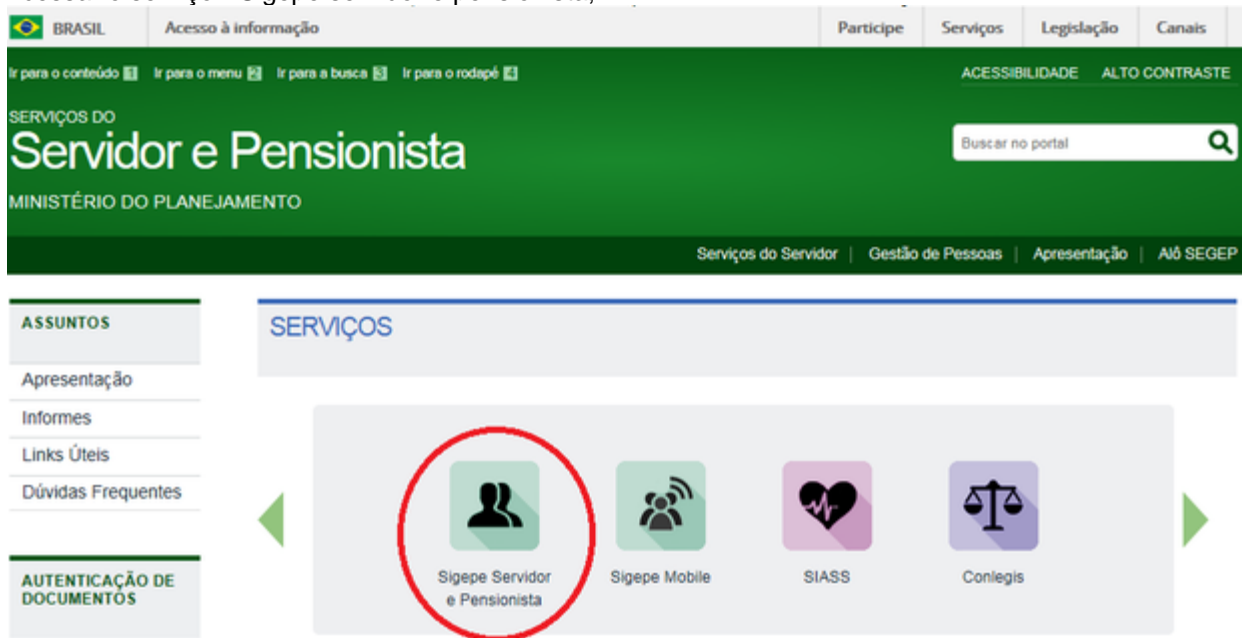 BRASIL Acesso à informação Participe Serviços Legislação Canais
Ir para o conteúdo 1 Ir para o menu 2 Ir para a busca 3 Ir para o rodapé 4 ACESSIBILIDADE ALTO CONTRASTE
SERVIÇOS DO
Servidor e Pensionista
Buscar no portal
MINISTÉRIO DO PLANEJAMENTO
Serviços do Servidor | Gestão de Pessoas | Apresentação | Alô SEGEP
ASSUNTOS
Apresentação
Informes
Links Úteis
Dúvidas Frequentes
AUTENTICAÇÃO DE
DOCUMENTOS
SERVIÇOS
Sigepe Servidor
e Pensionista
Sigepe Mobile
SIASS
Conlegis